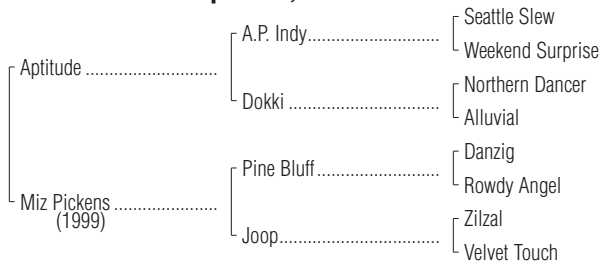 Seattle Slew
A.P. Indy......................................
Weekend Surprise
Aptitude .......................................
Northern Dancer
Dokki ............................................
Alluvial
Danzig
Pine Bluff....................................
Rowdy Angel
Miz Pickens ...............................
(1999)
Zilzal
Joop..............................................
Velvet Touch